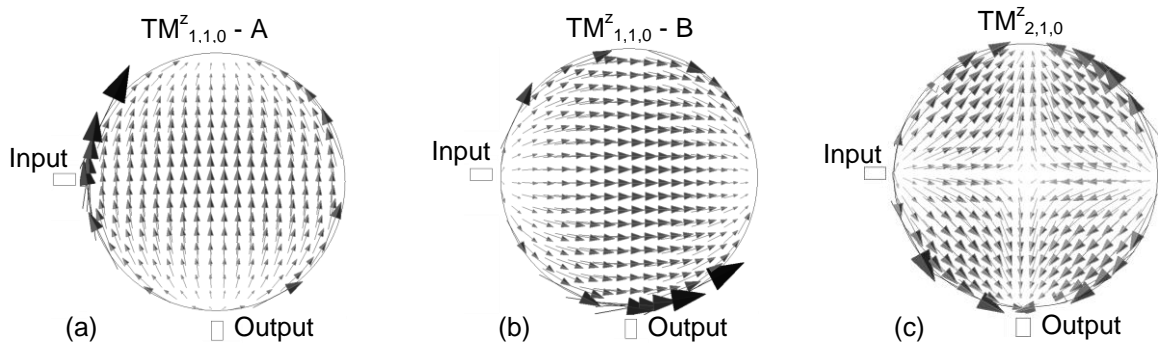 TM^z_1,1,0 - A
TM^z_1,1,0 - B
TM^z_2,1,0
Input
Input
Input
(a)
Output
(b)
Output
(c)
Output